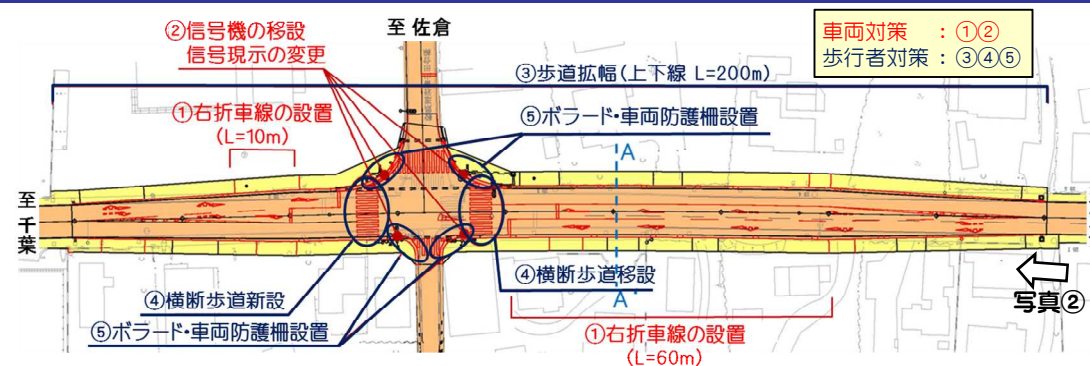 ②信号機の移設
信号現示の変更
至 佐倉
車両対策 ：①②
歩行者対策：③④⑤
③歩道拡幅(上下線 L=200m)
①右折車線の設置
(L=10m)
⑤ボラード・車両防護柵設置
A
至
千
葉
④横断歩道新設
④横断歩道移設
A'
写真②
⑤ボラード・車両防護柵設置
①右折車線の設置
(L=60m)